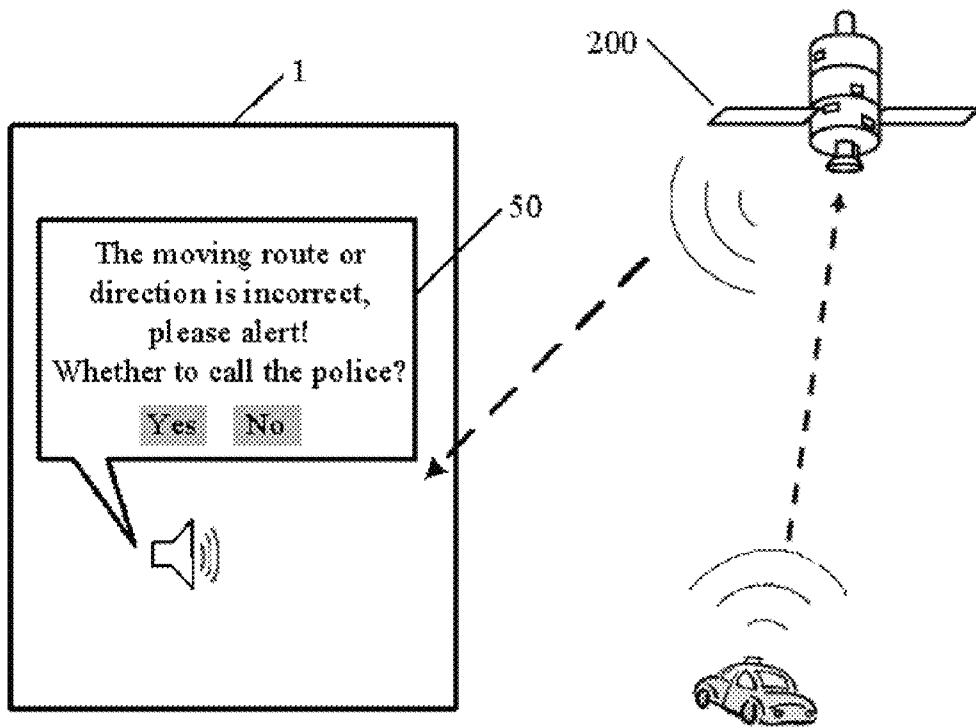 1
200
50
The moving route or
direction is incorrect,
please alert!
Whether to call the police?
Yes No